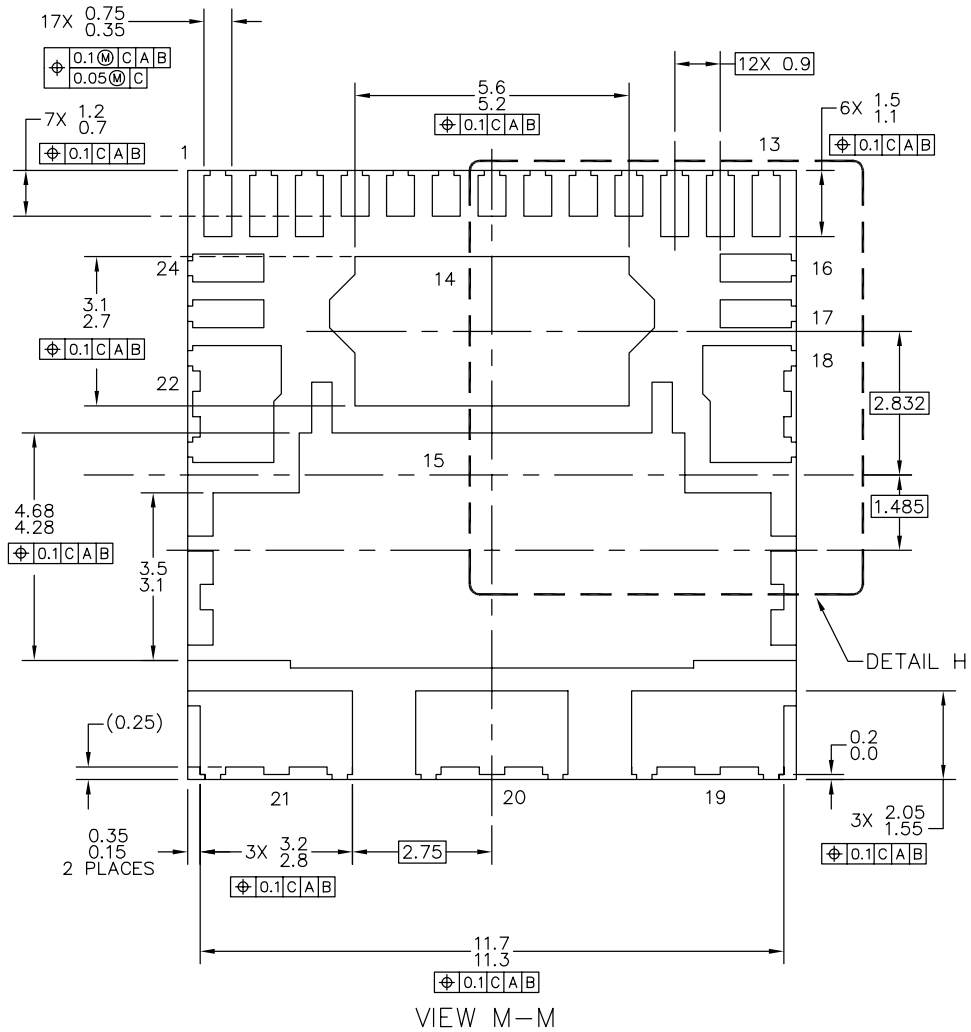 17X 0.75
0.35
⌖ 0.1Ⓜ C A B
0.05Ⓜ C
7X 1.2
0.7
⌖ 0.1 C A B
5.6
5.2
⌖ 0.1 C A B
12X 0.9
6X 1.5
1.1
⌖ 0.1 C A B
1
13
24
14
16
3.1
2.7
⌖ 0.1 C A B
17
22
18
2.832
15
1.485
4.68
4.28
⌖ 0.1 C A B
3.5
3.1
DETAIL H
(0.25)
0.2
0.0
21
20
19
0.35
0.15
2 PLACES
3X 3.2
2.8
⌖ 0.1 C A B
2.75
3X 2.05
1.55
⌖ 0.1 C A B
11.7
11.3
⌖ 0.1 C A B
VIEW M-M